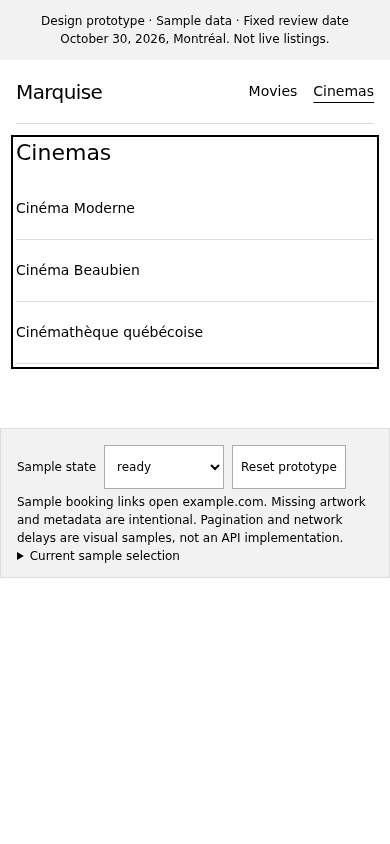 Design prototype · Sample data · Fixed review date
October 30, 2026, Montréal. Not live listings.
Marquise
Movies
Cinemas
Cinemas
Cinéma Moderne
Cinéma Beaubien
Cinémathèque québécoise
Sample state
ready
Reset prototype
Sample booking links open example.com. Missing artwork
and metadata are intentional. Pagination and network
delays are visual samples, not an API implementation.
Current sample selection